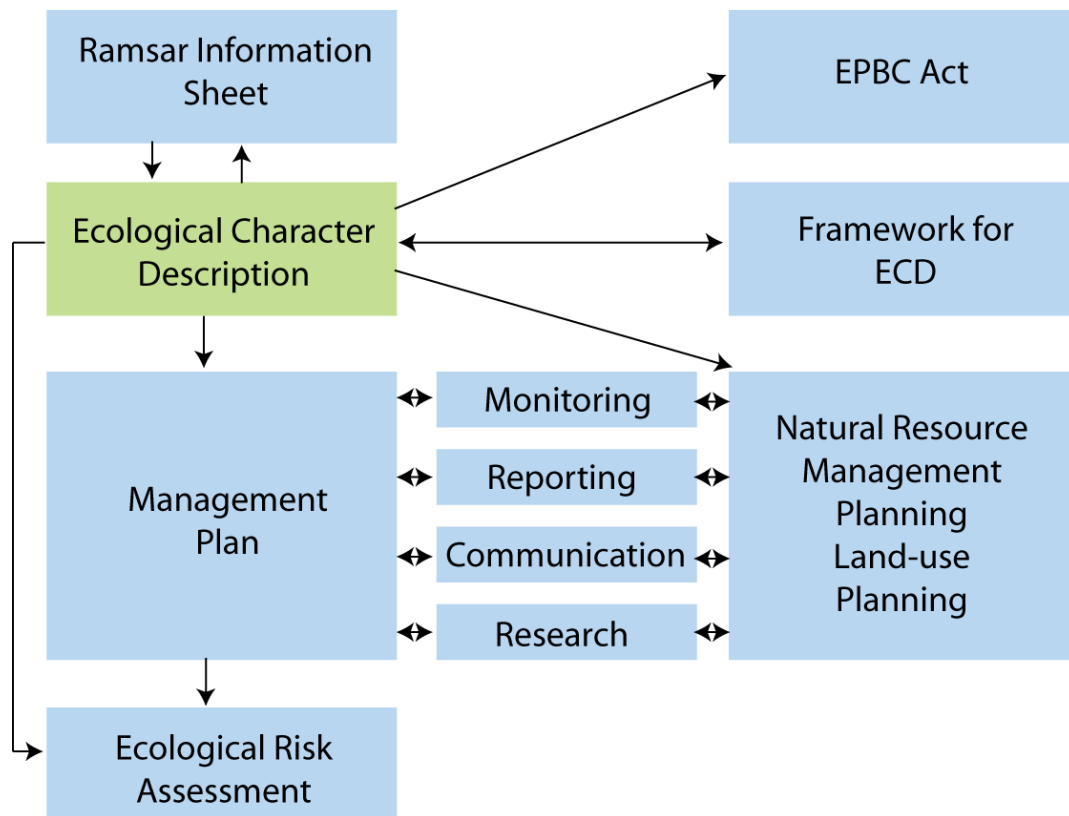 Ramsar Information
Sheet
EPBC Act
Ecological Character
Description
Framework for
ECD
Management
Plan
Monitoring
Reporting
Communication
Research
Natural Resource
Management
Planning
Land-use
Planning
Ecological Risk
Assessment